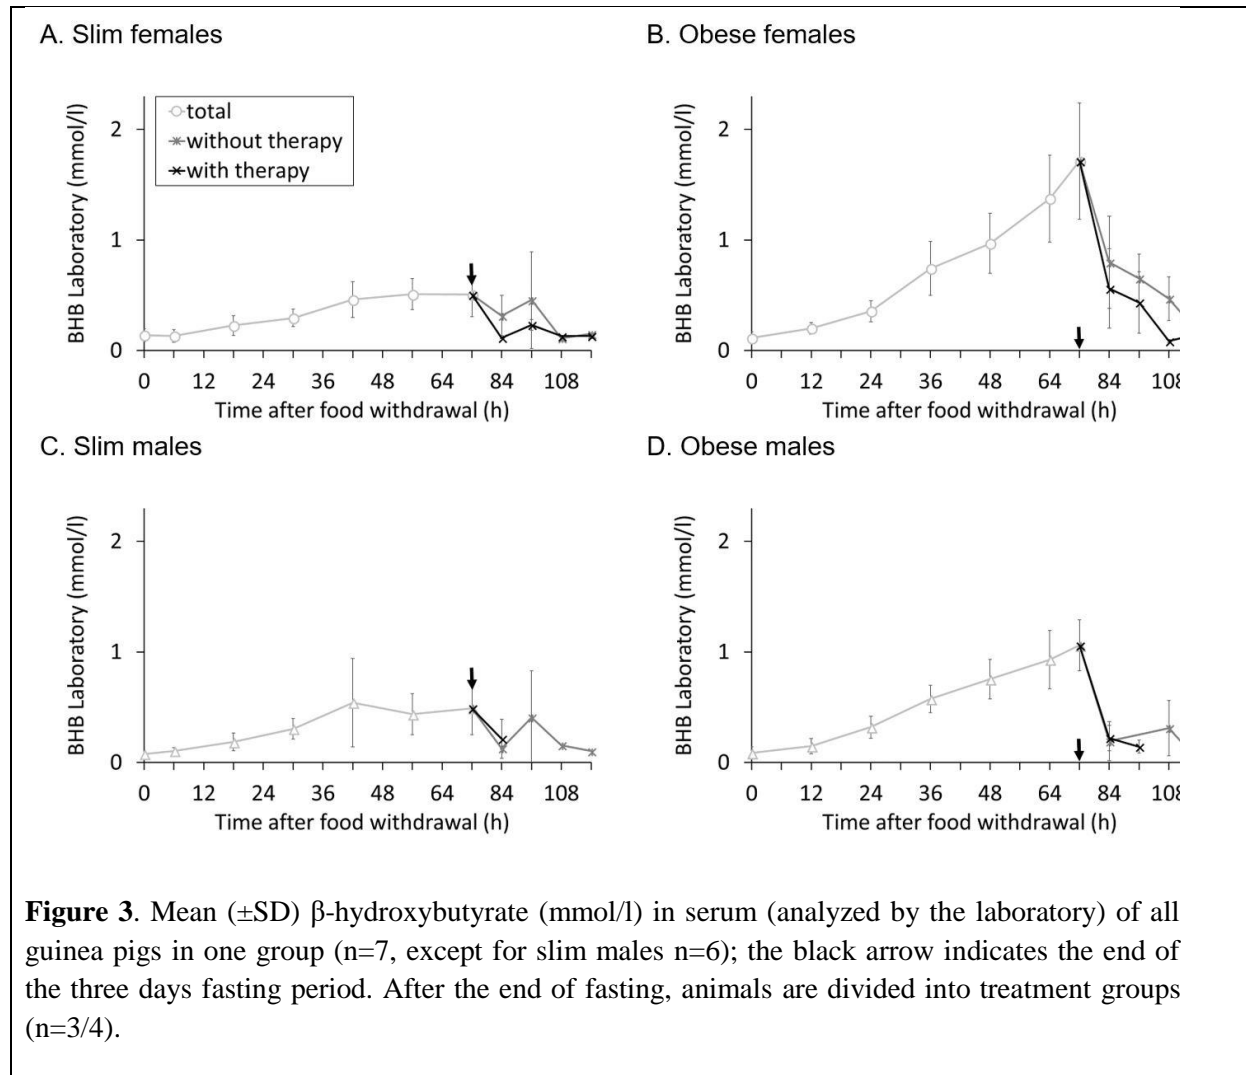 A. Slim females
B. Obese females
BHB Laboratory (mmol/l)
2
1
0
total
without therapy
with therapy
0 12 24 36 48 64 84 108
Time after food withdrawal (h)
BHB Laboratory (mmol/l)
2
1
0
0 12 24 36 48 64 84 108
Time after food withdrawal (h)
C. Slim males
D. Obese males
BHB Laboratory (mmol/l)
2
1
0
0 12 24 36 48 64 84 108
Time after food withdrawal (h)
BHB Laboratory (mmol/l)
2
1
0
0 12 24 36 48 64 84 108
Time after food withdrawal (h)
Figure 3. Mean (±SD) β-hydroxybutyrate (mmol/l) in serum (analyzed by the laboratory) of all
guinea pigs in one group (n=7, except for slim males n=6); the black arrow indicates the end of
the three days fasting period. After the end of fasting, animals are divided into treatment groups
(n=3/4).